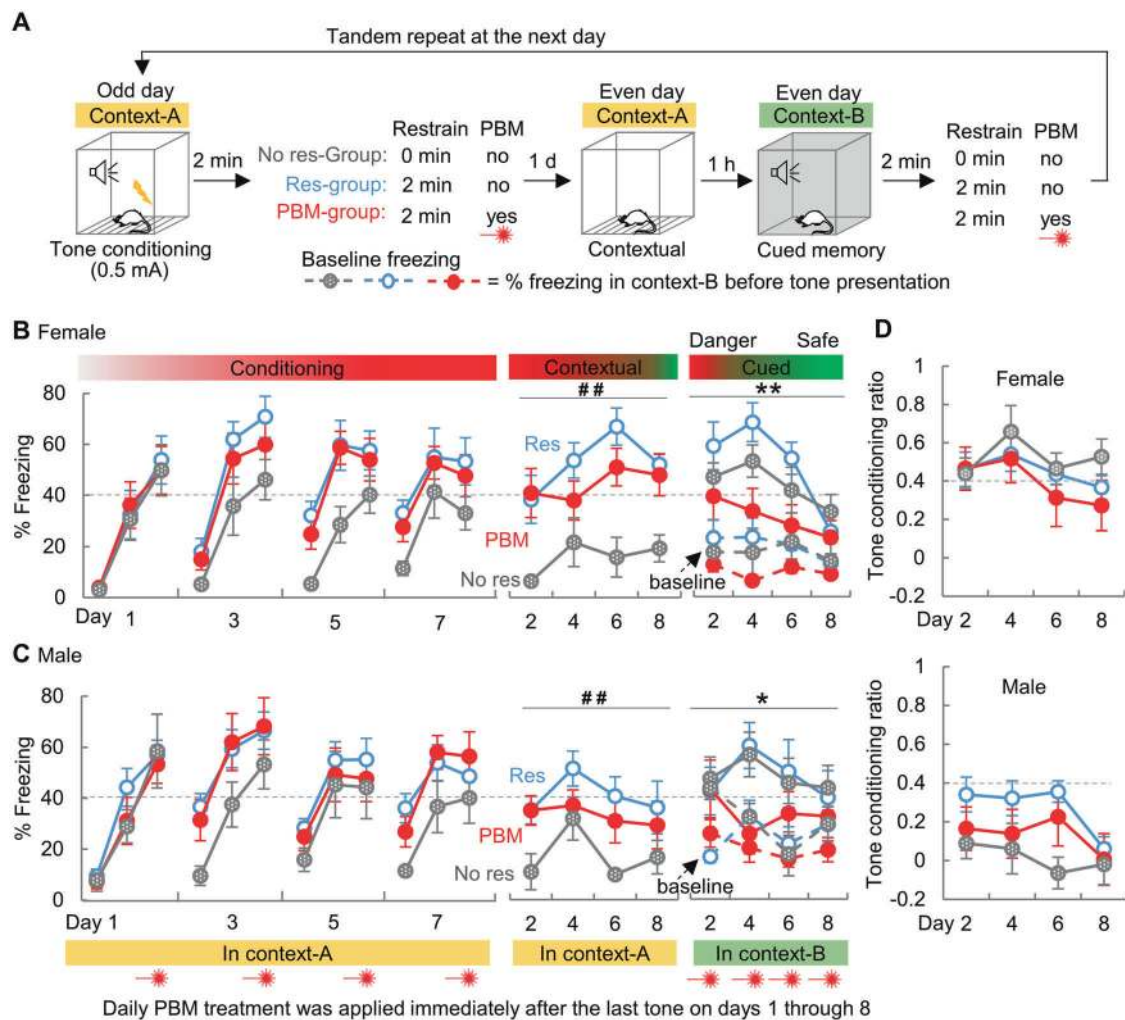 A
Tandem repeat at the next day
Odd day
Context-A
Tone conditioning
(0.5 mA)
2 min
Restrain PBM
No res-Group: 0 min no
Res-group: 2 min no
PBM-group: 2 min yes
1 d
Even day
Context-A
Contextual
1 h
Even day
Context-B
Cued memory
2 min
Restrain PBM
0 min no
2 min no
2 min yes
Baseline freezing
= % freezing in context-B before tone presentation
B Female
Conditioning
Contextual
Danger Safe
Cued
% Freezing
80
60
40
20
0
##
**
Res
PBM
No res
baseline
Day 1 3 5 7
2 4 6 8
2 4 6 8
D
Female
Tone conditioning ratio
1
0.8
0.6
0.4
0.2
0
-0.2
Day 2 4 6 8
C Male
% Freezing
80
60
40
20
0
##
*
Res
PBM
No res
baseline
Day 1 3 5 7
2 4 6 8
2 4 6 8
Male
Tone conditioning ratio
1
0.8
0.6
0.4
0.2
0
-0.2
Day 2 4 6 8
In context-A
In context-A
In context-B
Daily PBM treatment was applied immediately after the last tone on days 1 through 8